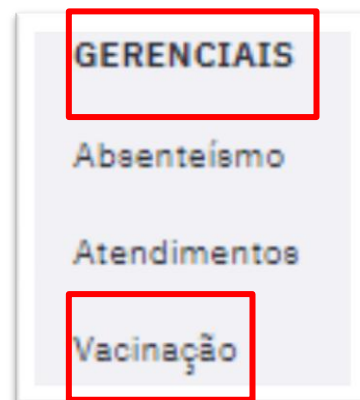 GERENCIAIS
Absenteísmo
Atendimentos
Vacinação